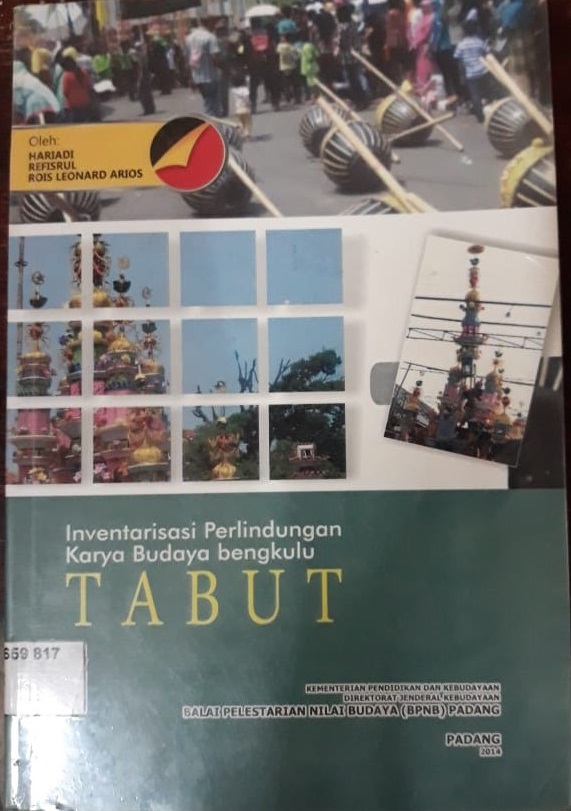 Oleh:
HARIADI
REFISRUL
ROIS LEONARD ARIOS
Inventarisasi Perlindungan
Karya Budaya bengkulu
TABUT
659 817
KEMENTERIAN PENDIDIKAN DAN KEBUDAYAAN
DIREKTORAT JENDERAL KEBUDAYAAN
BALAI PELESTARIAN NILAI BUDAYA (BPNB) PADANG
PADANG
2014